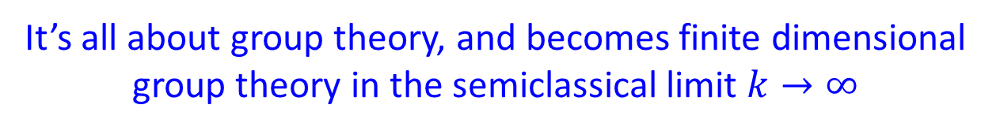 It’s all about group theory, and becomes finite dimensional
group theory in the semiclassical limit 𝑘 → ∞